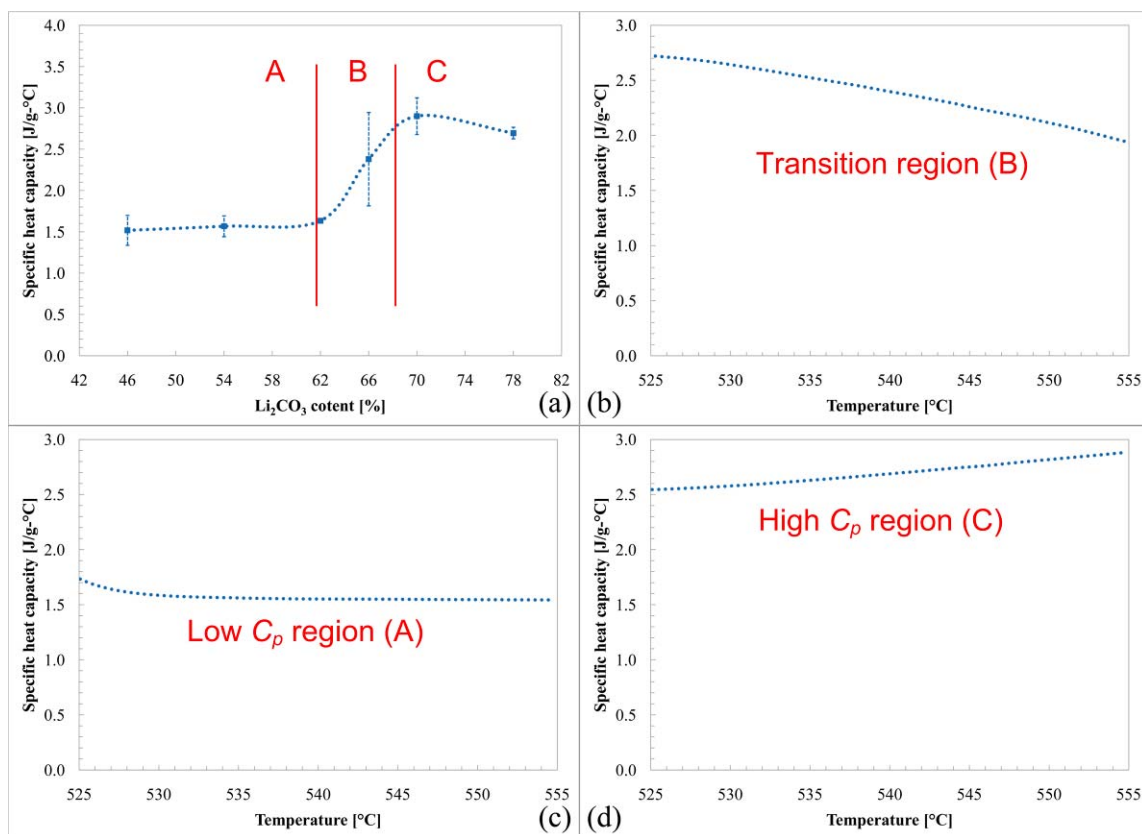 Specific heat capacity [J/g-°C]
4.0
3.5
3.0
2.5
2.0
1.5
1.0
0.5
0.0
A
B
C
42 46 50 54 58 62 66 70 74 78 82
Li₂CO₃ cotent [%]
(a)
Specific heat capacity [J/g-°C]
3.0
2.5
2.0
1.5
1.0
0.5
0.0
Transition region (B)
525 530 535 540 545 550 555
Temperature [°C]
(b)
Specific heat capacity [J/g-°C]
3.0
2.5
2.0
1.5
1.0
0.5
0.0
Low Cp region (A)
525 530 535 540 545 550 555
Temperature [°C]
(c)
Specific heat capacity [J/g-°C]
3.0
2.5
2.0
1.5
1.0
0.5
0.0
High Cp region (C)
525 530 535 540 545 550 555
Temperature [°C]
(d)